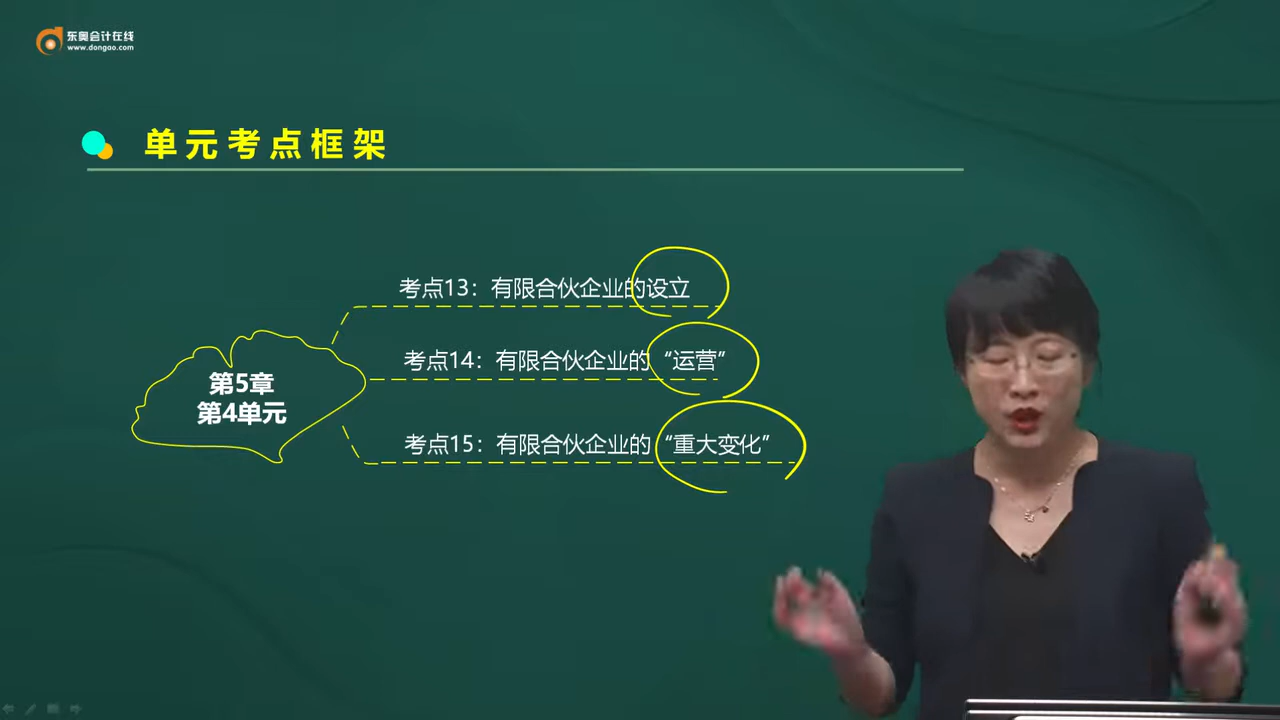 东奥会计在线
www.dongao.com
单元考点框架
考点13：有限合伙企业的设立
考点14：有限合伙企业的“运营”
第5章
第4单元
考点15：有限合伙企业的“重大变化”